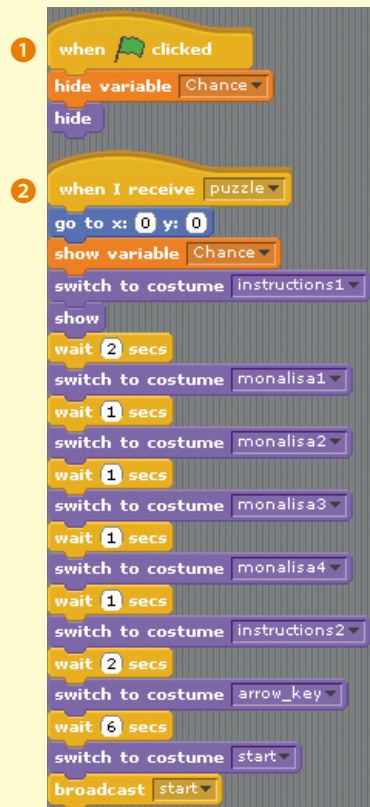 1 when clicked
hide variable Chance
hide
2 when I receive puzzle
go to x: 0 y: 0
show variable Chance
switch to costume instructions1
show
wait 2 secs
switch to costume monalisa1
wait 1 secs
switch to costume monalisa2
wait 1 secs
switch to costume monalisa3
wait 1 secs
switch to costume monalisa4
wait 1 secs
switch to costume instructions2
wait 2 secs
switch to costume arrow_key
wait 6 secs
switch to costume start
broadcast start